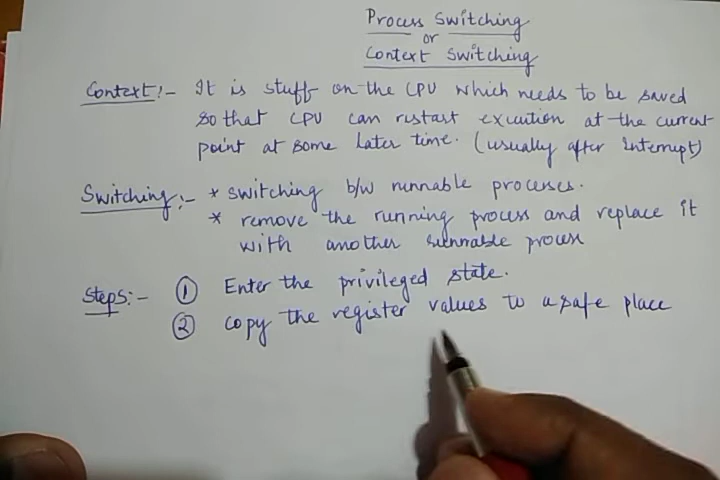 Process Switching
or
Context Switching
Context:- It is stuff on the CPU which needs to be saved
so that CPU can restart execution at the current
point at some later time. (usually after Interrupt)
Switching:- * switching b/w runnable processes.
* remove the running process and replace it
with another runnable process
Steps:- ① Enter the privileged state.
② copy the register values to a safe place